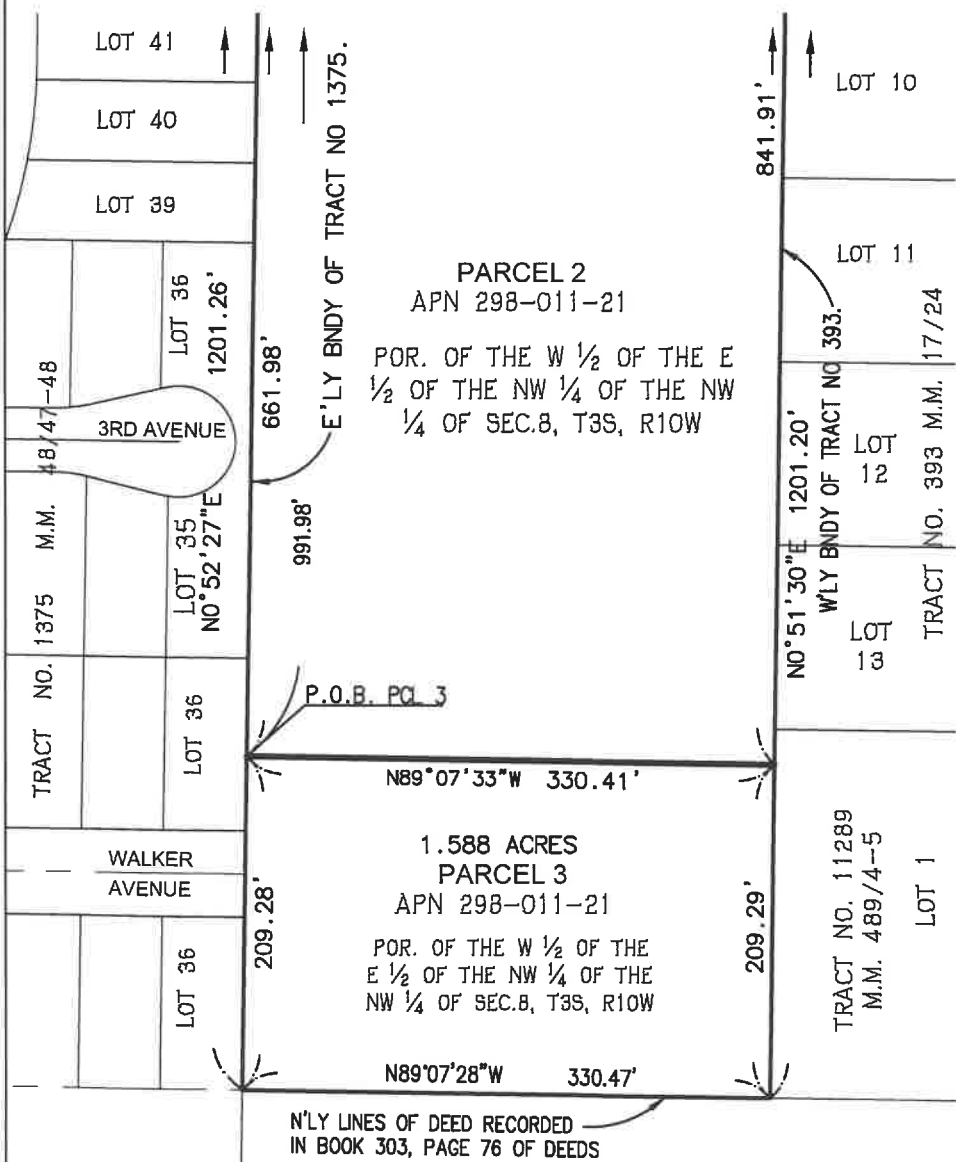 LOT 41
LOT 40
LOT 39
LOT 36
1201.26'
3RD AVENUE
LOT 35
N0°52'27"E
LOT 36
TRACT NO. 1375 M.M. 48/47-48
WALKER
AVENUE
LOT 36
661.98'
991.98'
E'LY BNDY OF TRACT NO 1375.
PARCEL 2
APN 298-011-21
POR. OF THE W ½ OF THE E
½ OF THE NW ¼ OF THE NW
¼ OF SEC.8, T3S, R10W
841.91'
LOT 10
LOT 11
LOT
12
LOT
13
N0°51'30"E 1201.20'
W'LY BNDY OF TRACT NO 393.
TRACT NO. 393 M.M. 17/24
P.O.B. PCL 3
N89°07'33"W 330.41'
1.588 ACRES
PARCEL 3
APN 298-011-21
POR. OF THE W ½ OF THE
E ½ OF THE NW ¼ OF THE
NW ¼ OF SEC.8, T3S, R10W
209.28'
209.29'
N89°07'28"W 330.47'
TRACT NO. 11289
M.M. 489/4-5
LOT 1
N'LY LINES OF DEED RECORDED
IN BOOK 303, PAGE 76 OF DEEDS